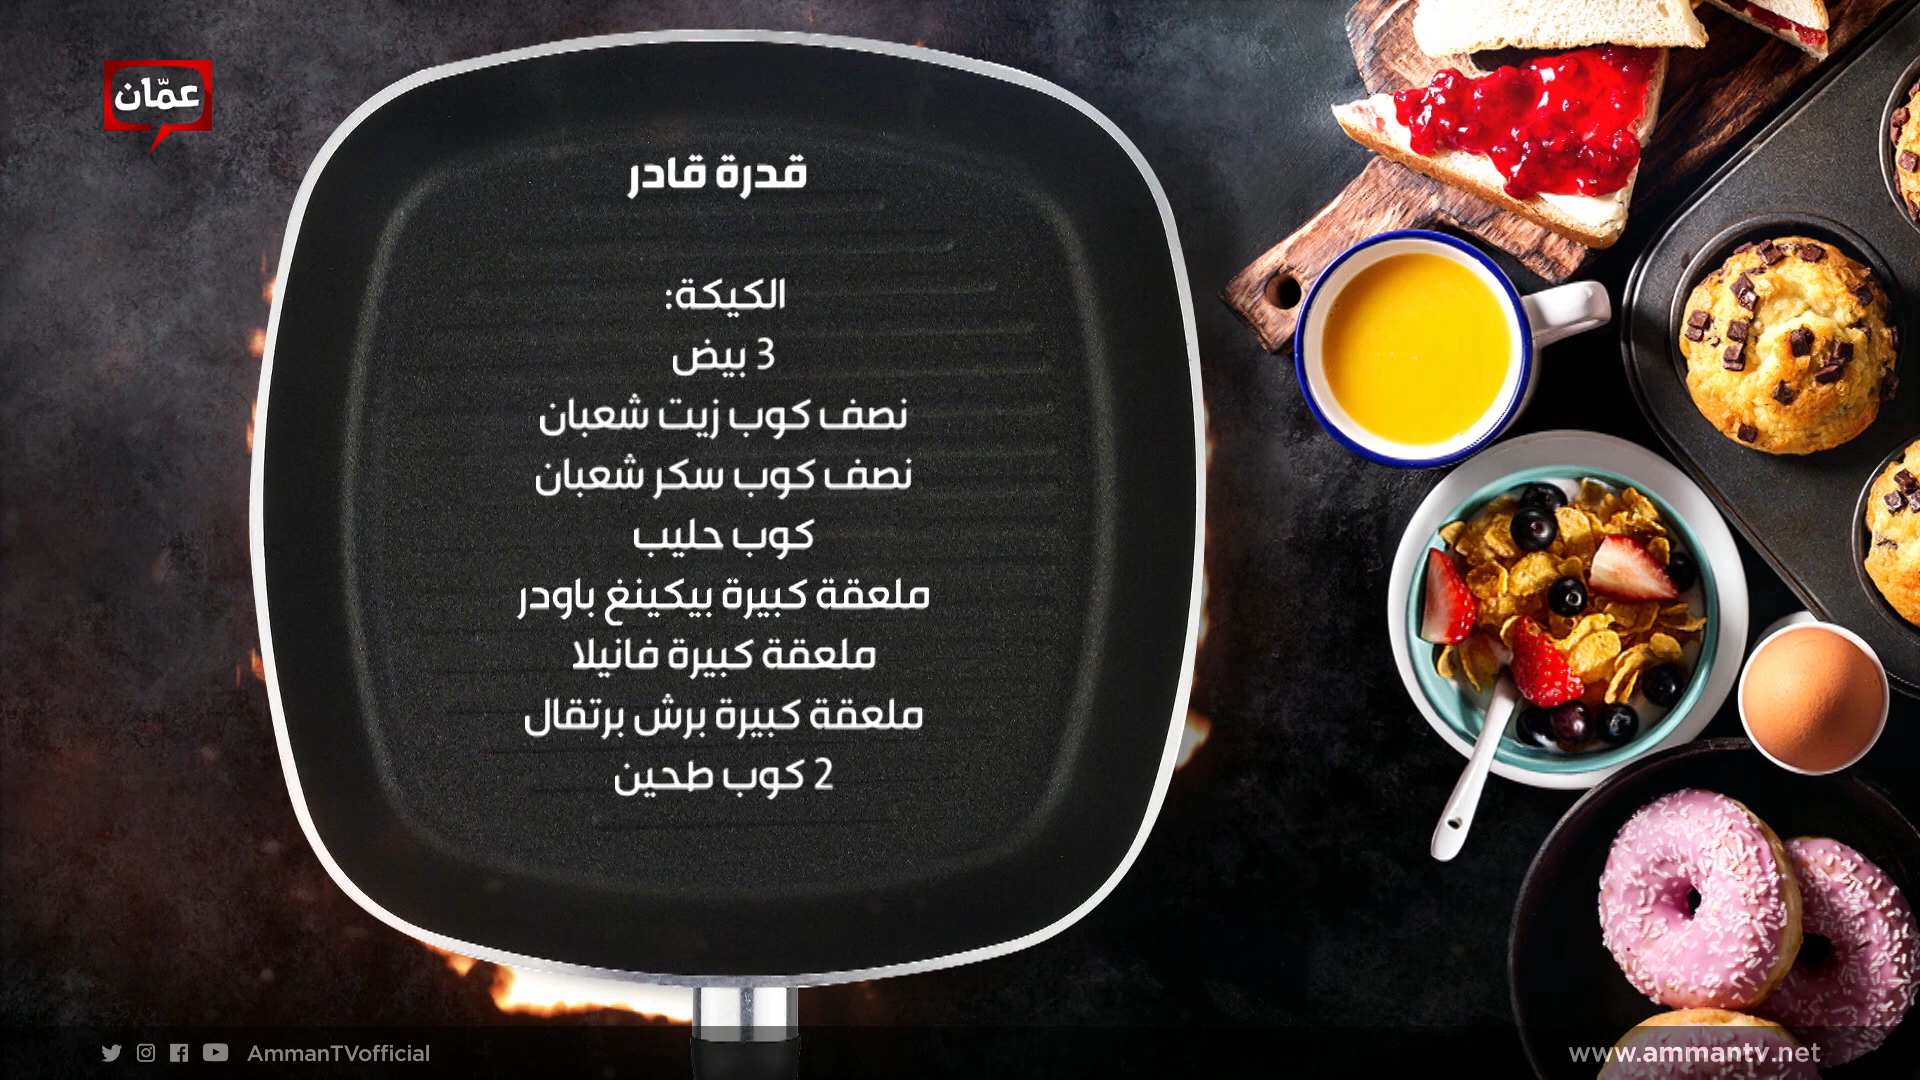 عمّان
قدرة قادر
الكيكة:
3 بيض
نصف كوب زيت شعبان
نصف كوب سكر شعبان
كوب حليب
ملعقة كبيرة بيكينغ باودر
ملعقة كبيرة فانيلا
ملعقة كبيرة برش برتقال
2 كوب طحين
AmmanTVofficial
www.ammantv.net